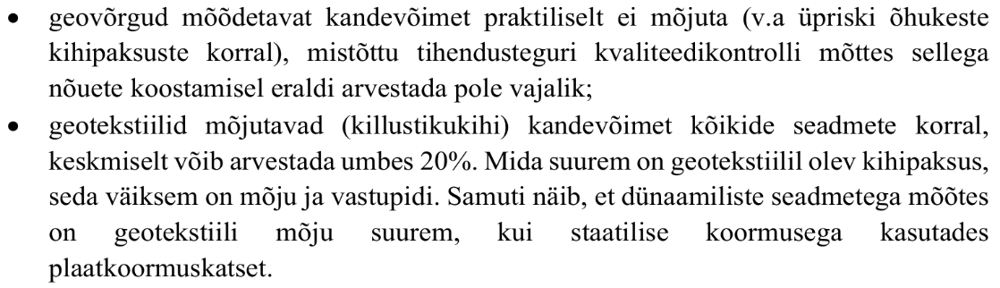 • geovõrgud mõõdetavat kandevõimet praktiliselt ei mõjuta (v.a üpriski õhukeste
kihipaksuste korral), mistõttu tihendusteguri kvaliteedikontrolli mõttes sellega
nõuete koostamisel eraldi arvestada pole vajalik;
• geotekstiilid mõjutavad (killustikukihi) kandevõimet kõikide seadmete korral,
keskmiselt võib arvestada umbes 20%. Mida suurem on geotekstiilil olev kihipaksus,
seda väiksem on mõju ja vastupidi. Samuti näib, et dünaamiliste seadmetega mõõtes
on geotekstiili mõju suurem, kui staatilise koormusega kasutades
plaatkoormuskatset.